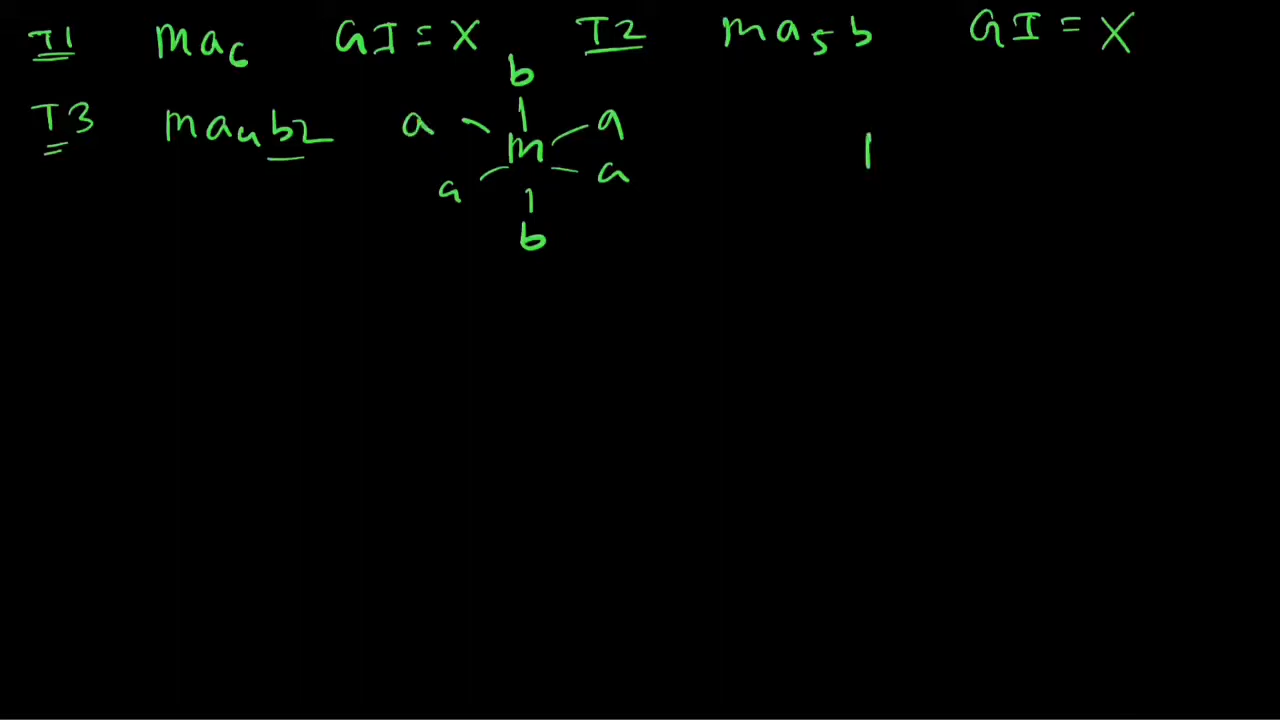 T1 Ma6 GI = X T2 Ma5b GI = X
T3 Ma4b2
b
a a
M
a a
b